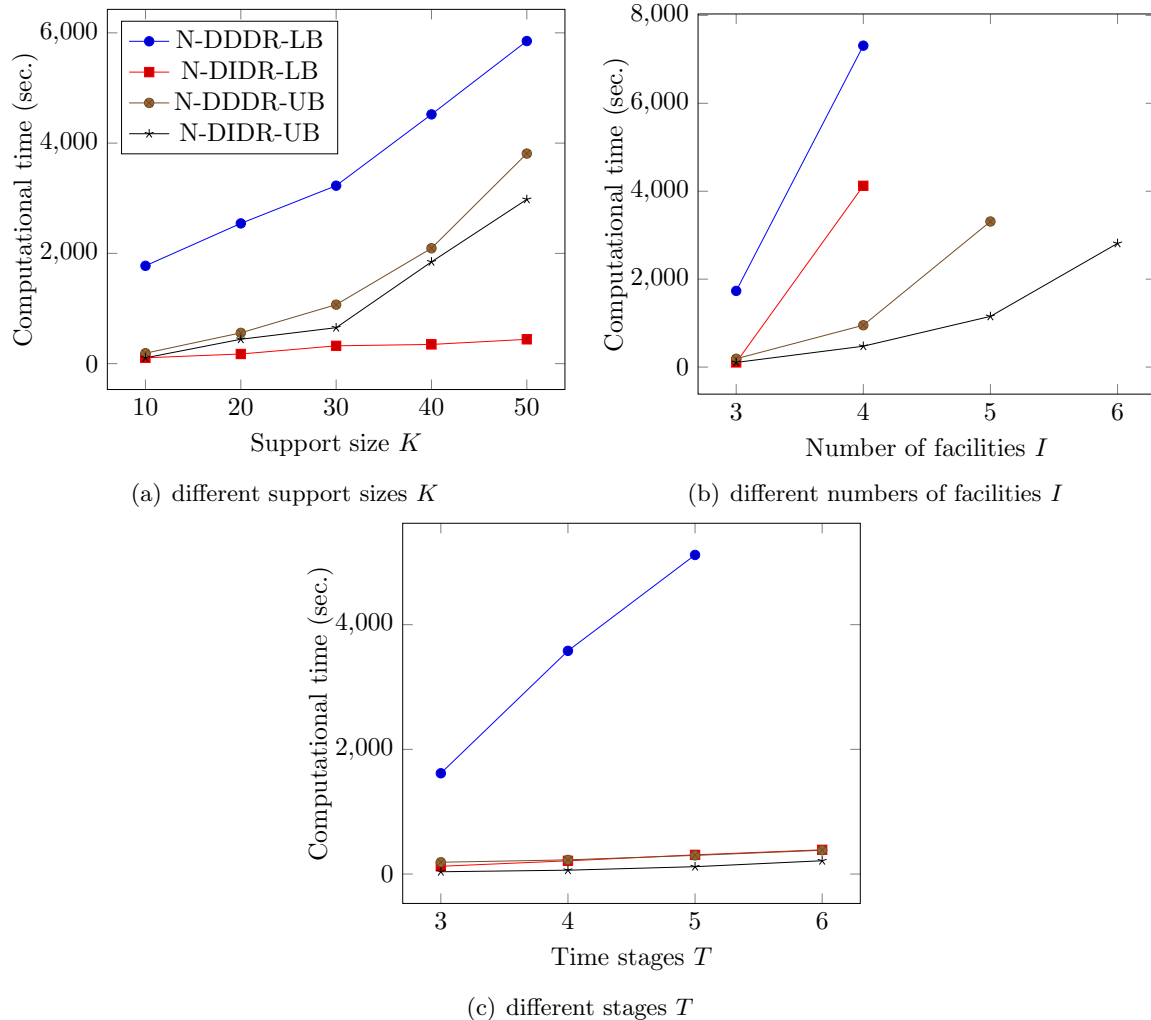 6,000
4,000
2,000
0
Computational time (sec.)
N-DDDR-LB
N-DIDR-LB
N-DDDR-UB
N-DIDR-UB
10 20 30 40 50
Support size K
(a) different support sizes K
8,000
6,000
4,000
2,000
0
Computational time (sec.)
3 4 5 6
Number of facilities I
(b) different numbers of facilities I
4,000
2,000
0
Computational time (sec.)
3 4 5 6
Time stages T
(c) different stages T